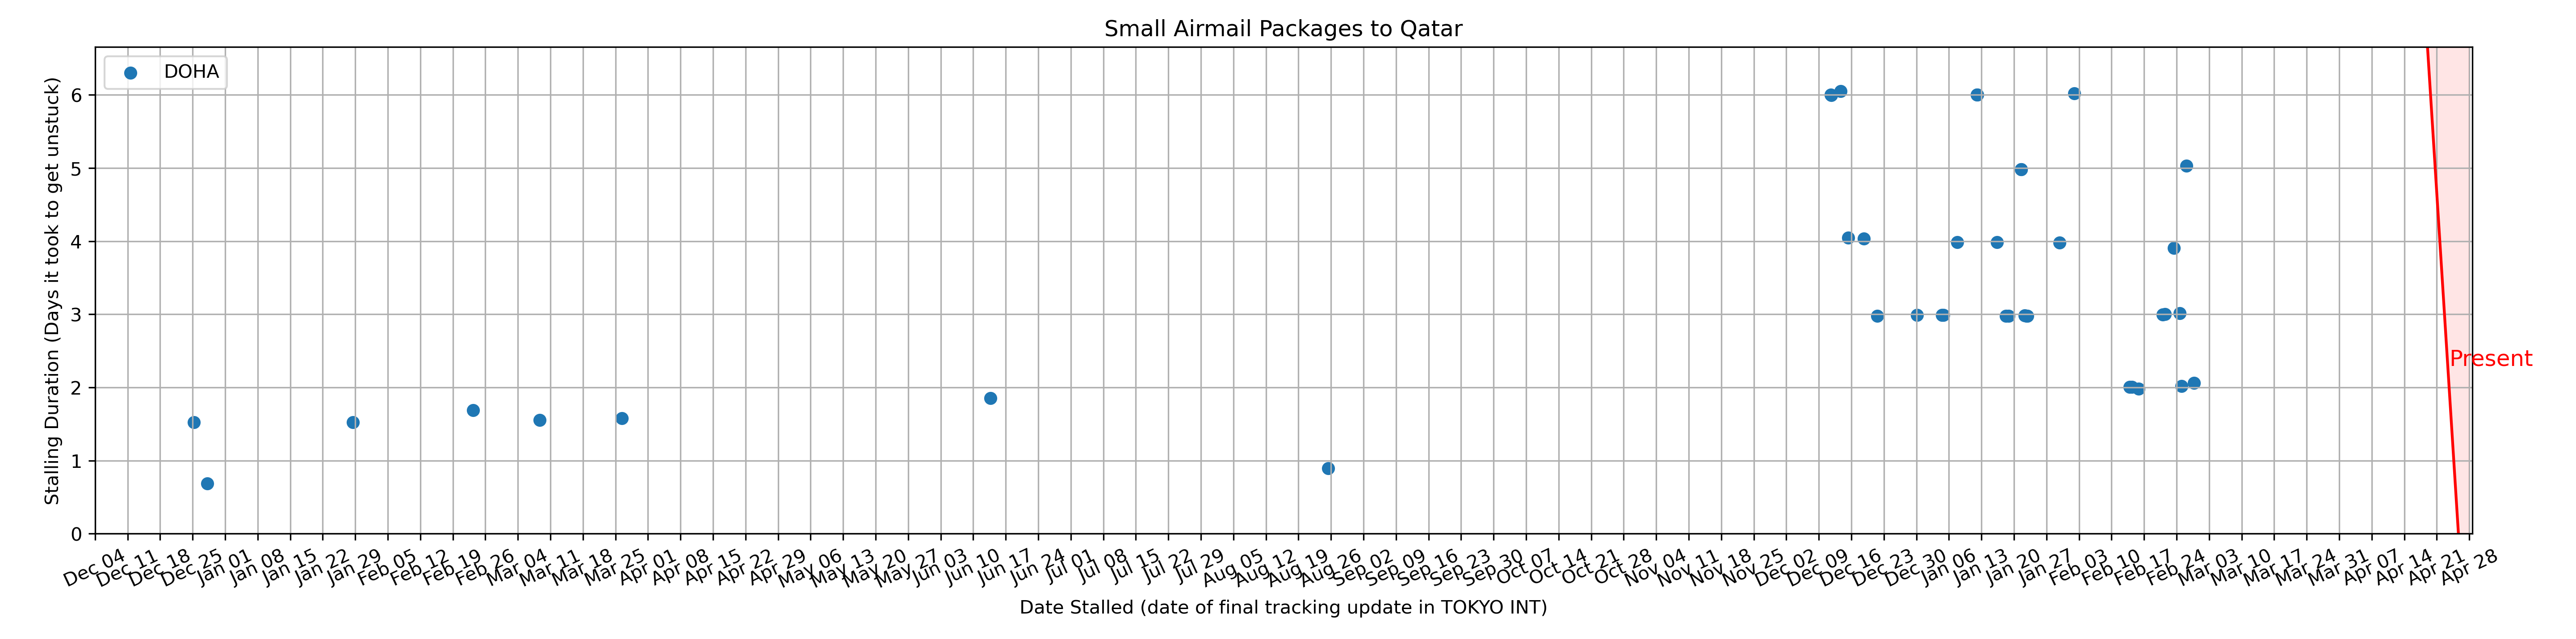 Small Airmail Packages to Qatar
DOHA
Stalling Duration (Days it took to get unstuck)
6
5
4
3
2
1
0
Present
Dec 04
Dec 11
Dec 18
Dec 25
Jan 01
Jan 08
Jan 15
Jan 22
Jan 29
Feb 05
Feb 12
Feb 19
Feb 26
Mar 04
Mar 11
Mar 18
Mar 25
Apr 01
Apr 08
Apr 15
Apr 22
Apr 29
May 06
May 13
May 20
May 27
Jun 03
Jun 10
Jun 17
Jun 24
Jul 01
Jul 08
Jul 15
Jul 22
Jul 29
Aug 05
Aug 12
Aug 19
Aug 26
Sep 02
Sep 09
Sep 16
Sep 23
Sep 30
Oct 07
Oct 14
Oct 21
Oct 28
Nov 04
Nov 11
Nov 18
Nov 25
Dec 02
Dec 09
Dec 16
Dec 23
Dec 30
Jan 06
Jan 13
Jan 20
Jan 27
Feb 03
Feb 10
Feb 17
Feb 24
Mar 03
Mar 10
Mar 17
Mar 24
Mar 31
Apr 07
Apr 14
Apr 21
Apr 28
Date Stalled (date of final tracking update in TOKYO INT)